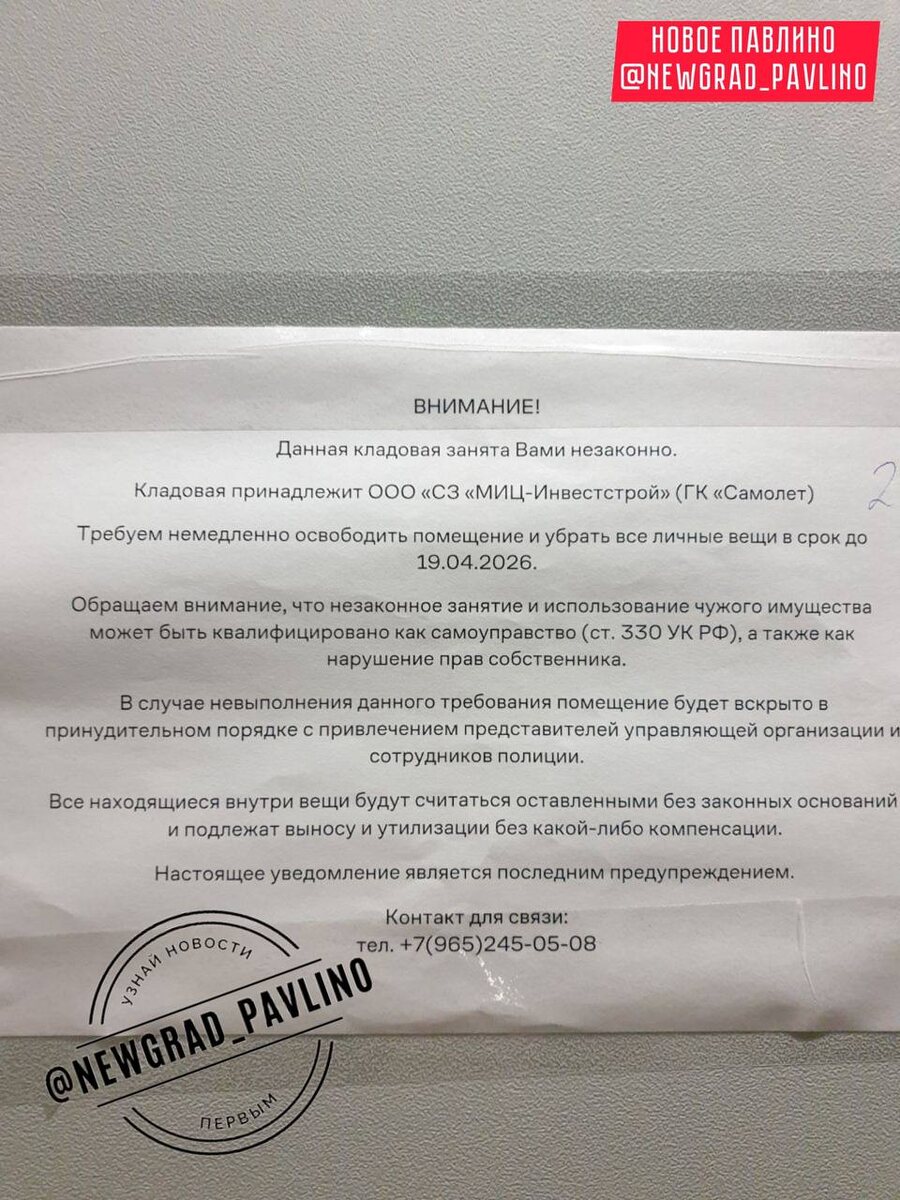 НОВОЕ ПАВЛИНО
@NEWGRAD_PAVLINO
ВНИМАНИЕ!
Данная кладовая занята Вами незаконно.
Кладовая принадлежит ООО «СЗ «МИЦ-Инвестстрой» (ГК «Самолет)
2
Требуем немедленно освободить помещение и убрать все личные вещи в срок до
19.04.2026.
Обращаем внимание, что незаконное занятие и использование чужого имущества
может быть квалифицировано как самоуправство (ст. 330 УК РФ), а также как
нарушение прав собственника.
В случае невыполнения данного требования помещение будет вскрыто в
принудительном порядке с привлечением представителей управляющей организации и
сотрудников полиции.
Все находящиеся внутри вещи будут считаться оставленными без законных оснований
и подлежат выносу и утилизации без какой-либо компенсации.
Настоящее уведомление является последним предупреждением.
Контакт для связи:
тел. +7(965)245-05-08
УЗНАЙ НОВОСТИ
@NEWGRAD_PAVLINO
ПЕРВЫМ